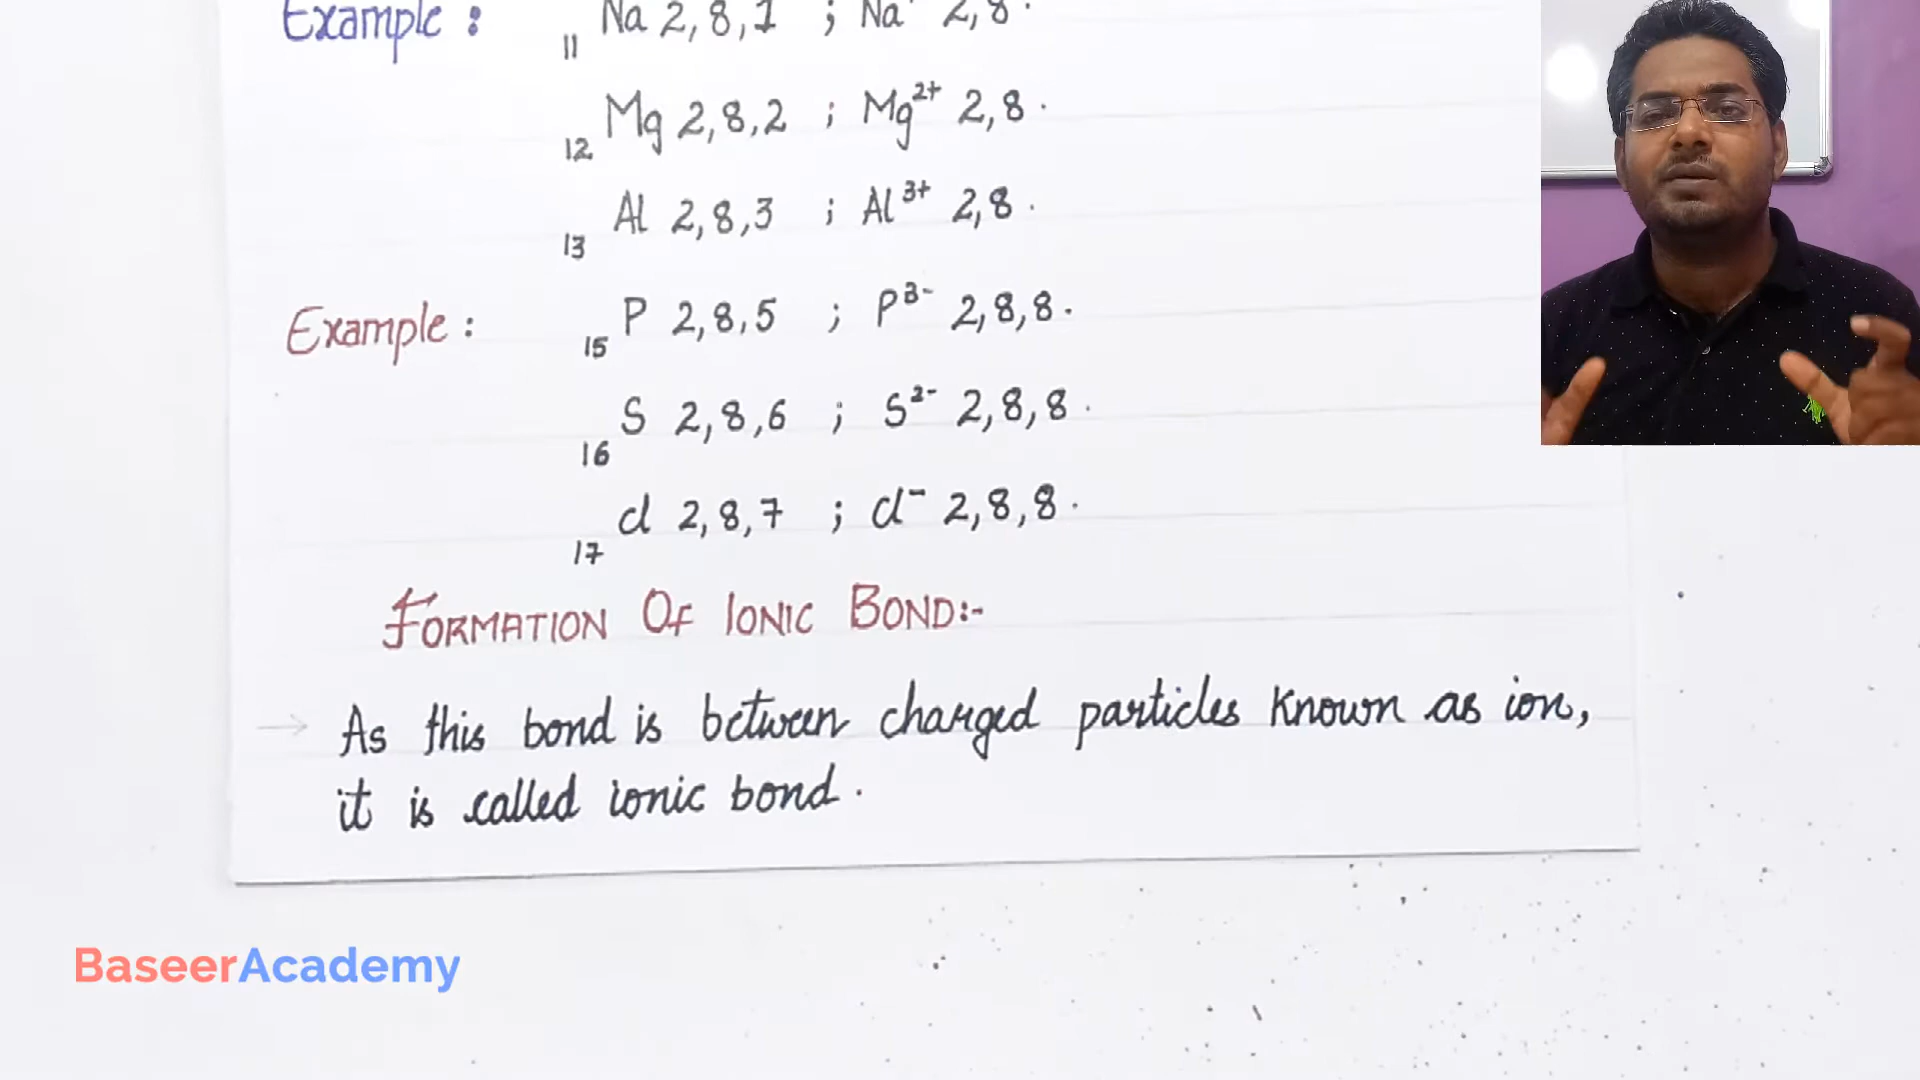 Example : ₁₁Na 2,8,1 ; Na⁺ 2,8.
₁₂Mg 2,8,2 ; Mg²⁺ 2,8.
₁₃Al 2,8,3 ; Al³⁺ 2,8.
Example : ₁₅P 2,8,5 ; P³⁻ 2,8,8.
₁₆S 2,8,6 ; S²⁻ 2,8,8.
₁₇Cl 2,8,7 ; Cl⁻ 2,8,8.
FORMATION OF IONIC BOND:-
→ As this bond is between charged particles known as ion,
it is called ionic bond.
BaseerAcademy